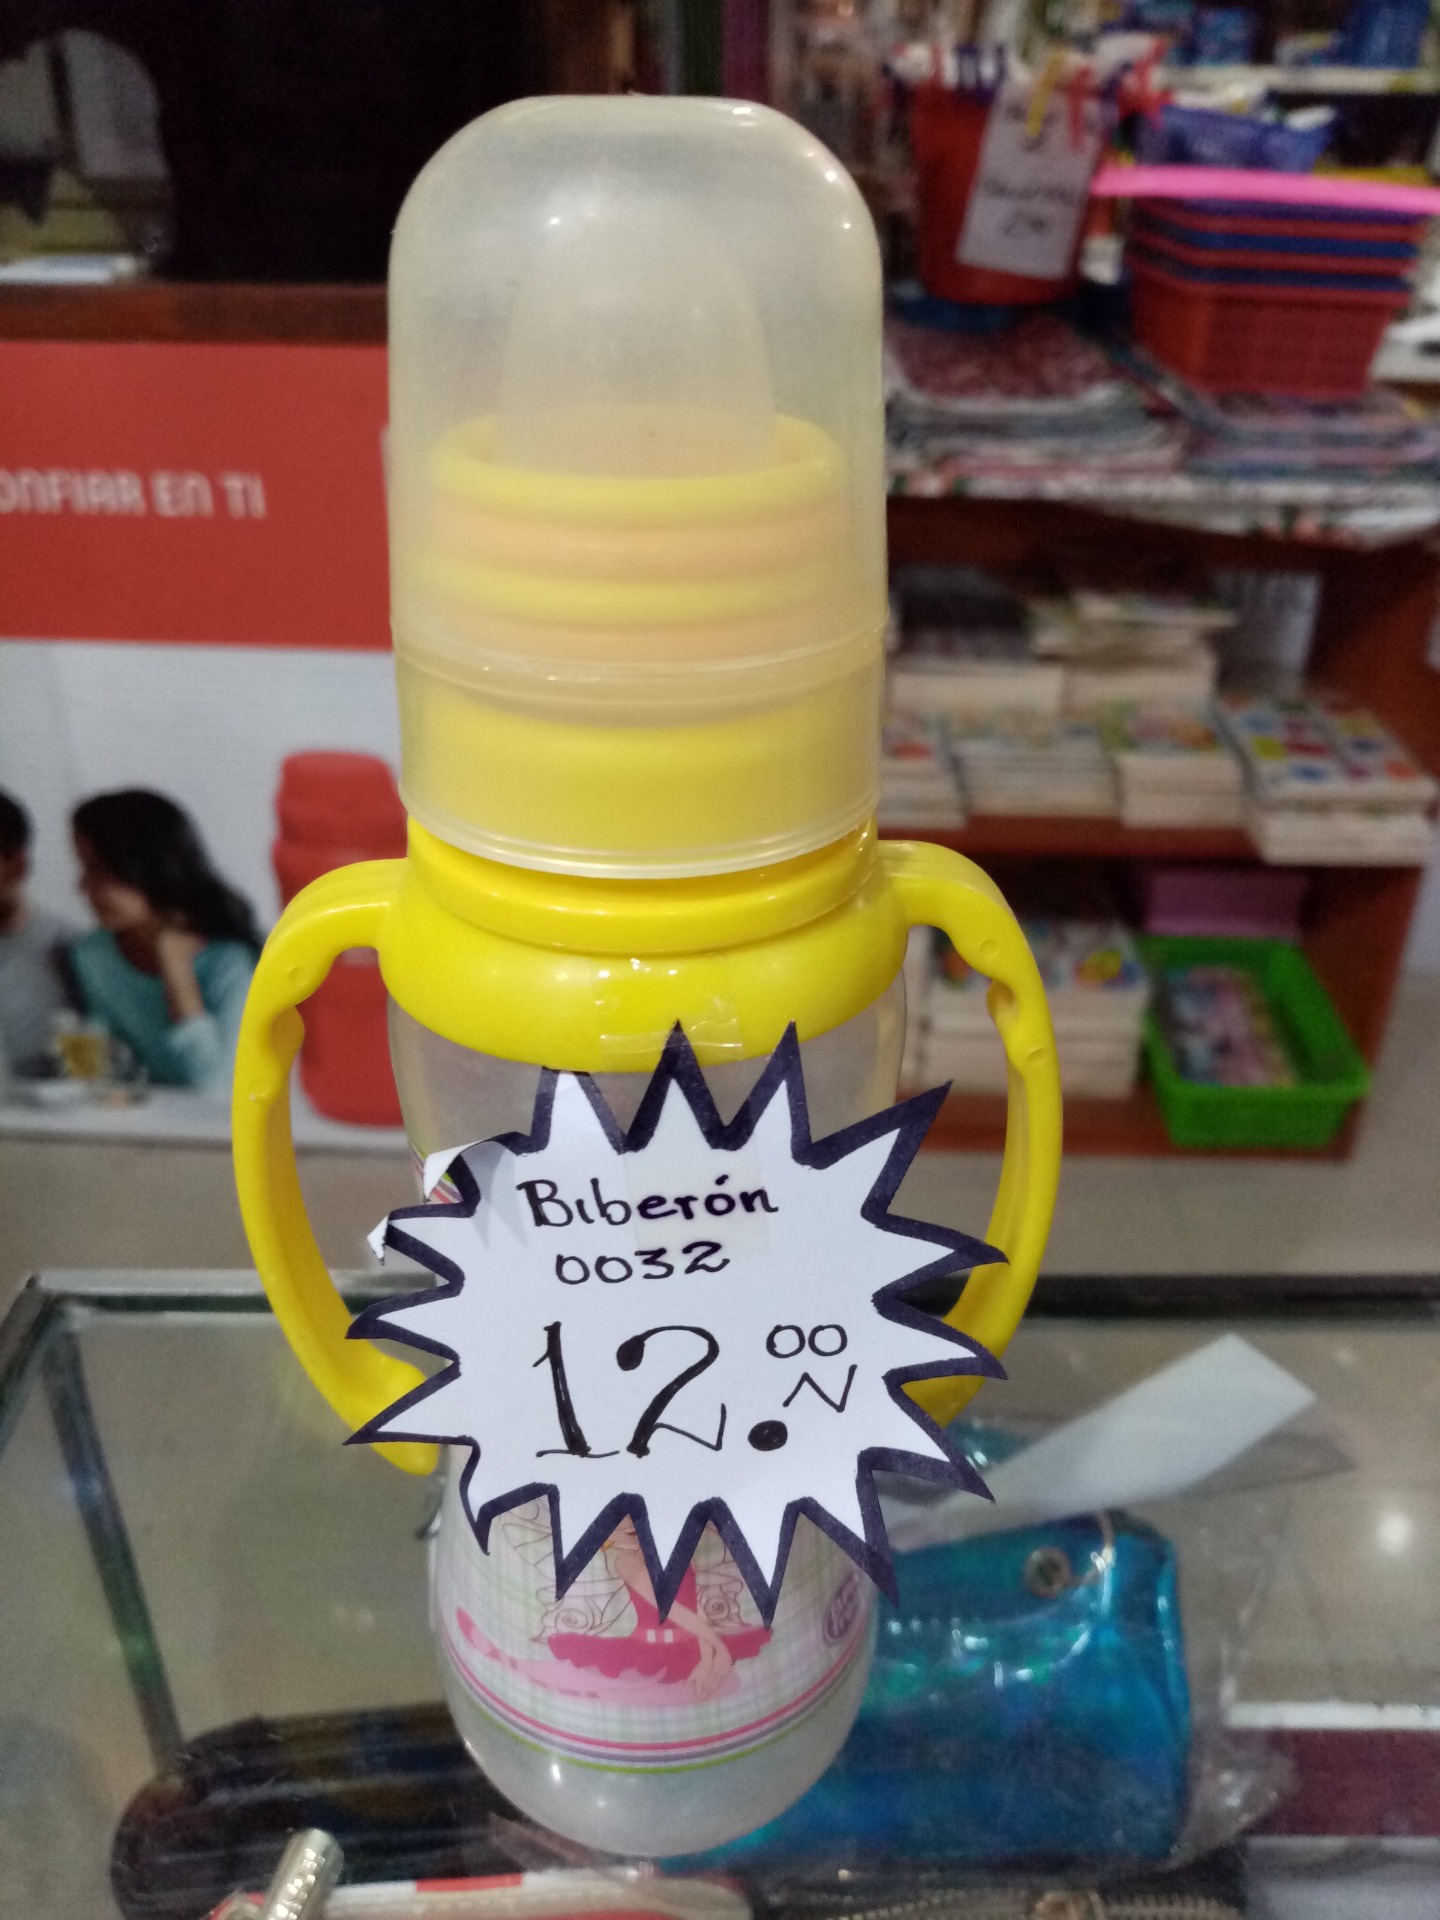 ONFIAR EN TI
Biberón
0032
12.00
N